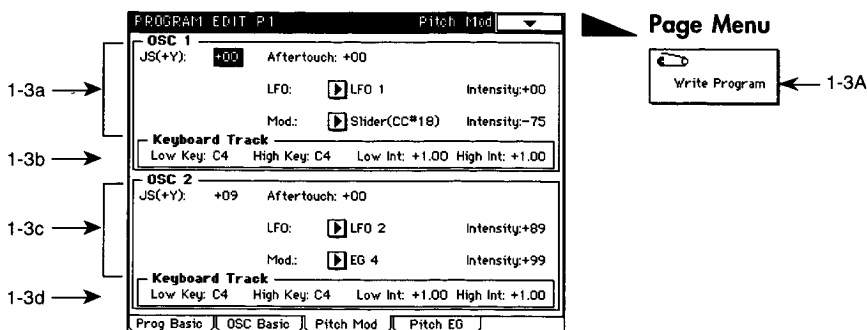 PROGRAM EDIT P1 Pitch Mod
Page Menu
OSC 1
JS(+Y): +00 Aftertouch: +00
Write Program
1-3A
1-3a
LFO: LFO 1 Intensity:+00
Mod.: Slider(CC#18) Intensity:-75
Keyboard Track
1-3b
Low Key: C4 High Key: C4 Low Int: +1.00 High Int: +1.00
OSC 2
JS(+Y): +09 Aftertouch: +00
1-3c
LFO: LFO 2 Intensity:+89
Mod.: EG 4 Intensity:+99
Keyboard Track
1-3d
Low Key: C4 High Key: C4 Low Int: +1.00 High Int: +1.00
Prog Basic OSC Basic Pitch Mod Pitch EG